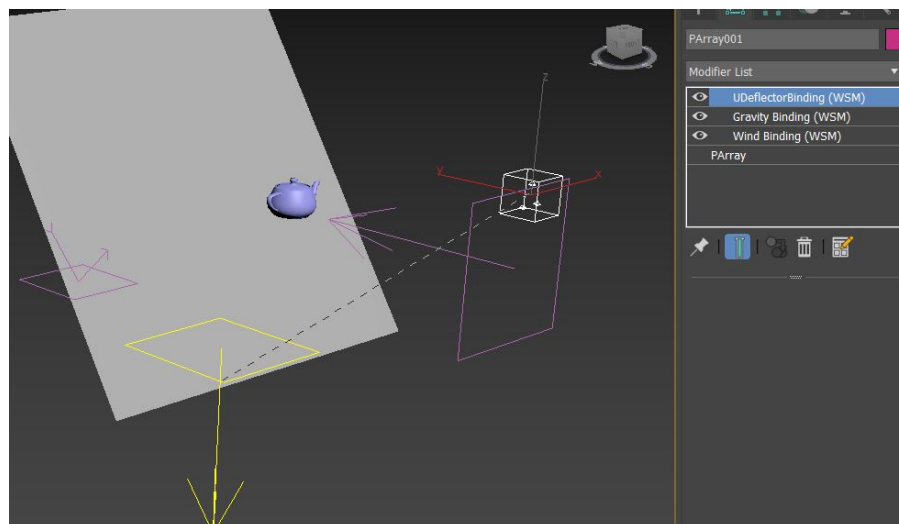 PArray001
Modifier List
UDeflectorBinding (WSM)
Gravity Binding (WSM)
Wind Binding (WSM)
PArray
z
y
x